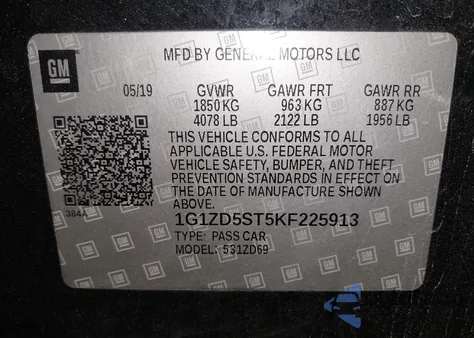 MFD BY GENERAL MOTORS LLC
GM
05/19 GVWR GAWR FRT GAWR RR
1850 KG 963 KG 887 KG
4078 LB 2122 LB 1956 LB
THIS VEHICLE CONFORMS TO ALL
APPLICABLE U.S. FEDERAL MOTOR
VEHICLE SAFETY, BUMPER, AND THEFT
PREVENTION STANDARDS IN EFFECT ON
THE DATE OF MANUFACTURE SHOWN
ABOVE.
384A
1G1ZD5ST5KF225913
TYPE: PASS CAR
MODEL: 531ZD69